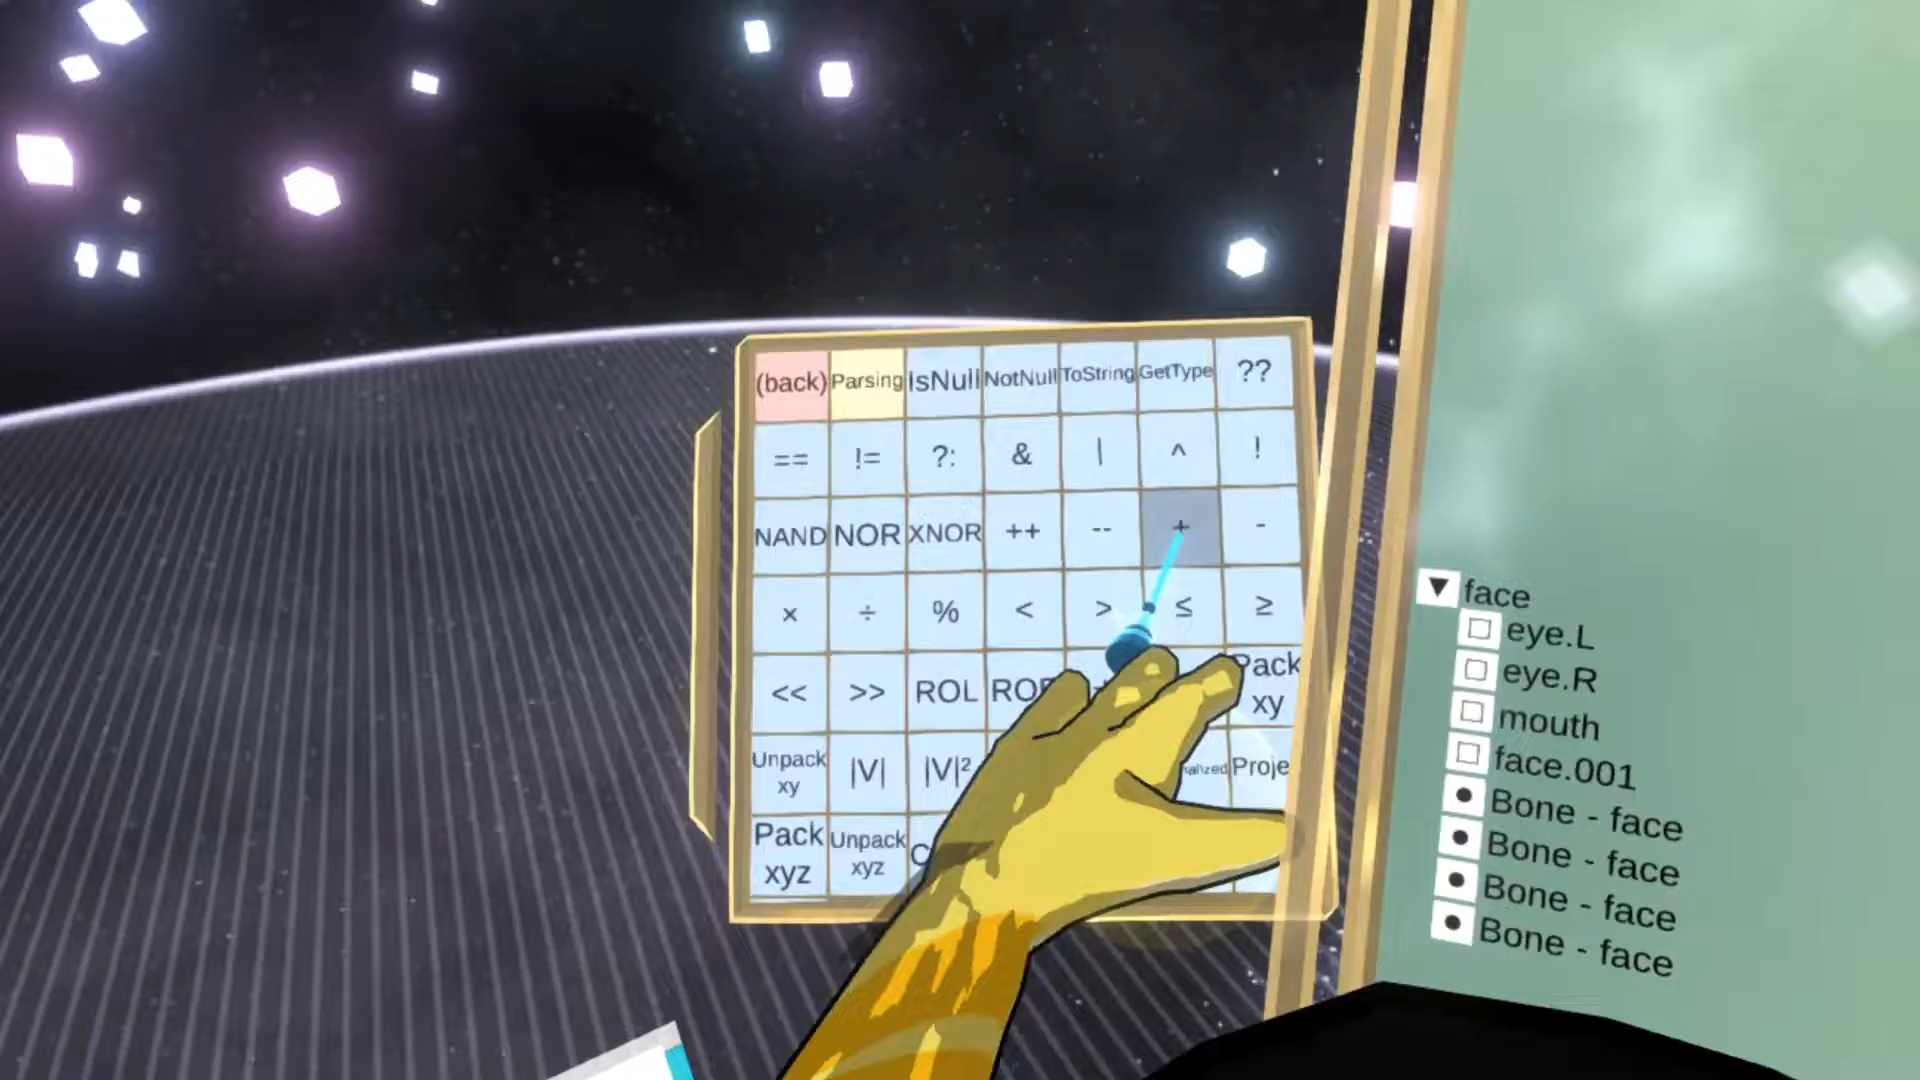 (back) Parsing IsNull NotNull ToString GetType ??
== != ?: & | ^ !
NAND NOR XNOR ++ -- + -
× ÷ % < > ≤ ≥
<< >> ROL Pack
xy
Unpack
xy
|V| |V|²
Pack
xyz
Unpack
xyz
▼ face
eye.L
eye.R
mouth
face.001
Bone - face
Bone - face
Bone - face
Bone - face